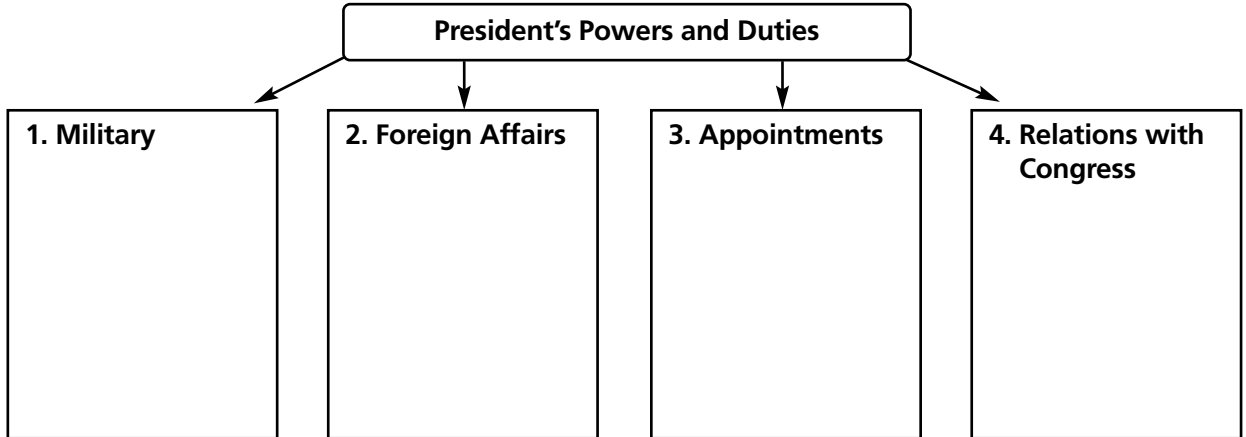 President's Powers and Duties
1. Military
2. Foreign Affairs
3. Appointments
4. Relations with
Congress